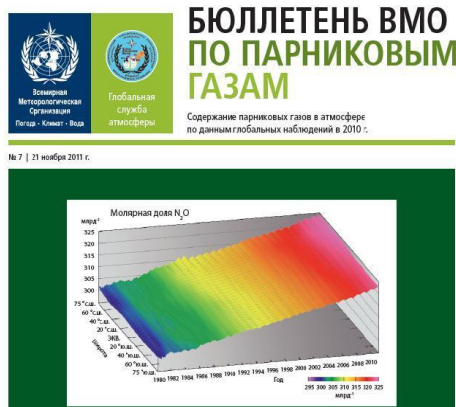 БЮЛЛЕТЕНЬ ВМО
ПО ПАРНИКОВЫМ
ГАЗАМ
Всемирная
Метеорологическая
Организация
Погода · Климат · Вода
Глобальная
служба
атмосферы
Содержание парниковых газов в атмосфере
по данным глобальных наблюдений в 2010 г.
№ 7 | 21 ноября 2011 г.
Молярная доля N₂O
млрд⁻¹
325
320
315
310
305
300
75 °с.ш.
60 °с.ш.
40 °с.ш.
20 °с.ш.
ЭКВ.
20 °ю.ш.
40 °ю.ш.
60 °ю.ш.
75 °ю.ш.
Широта
1980 1982 1984 1986 1988 1990 1992 1994 1996 1998 2000 2002 2004 2006 2008 2010
Год
295 300 305 310 315 320 325
млрд⁻¹